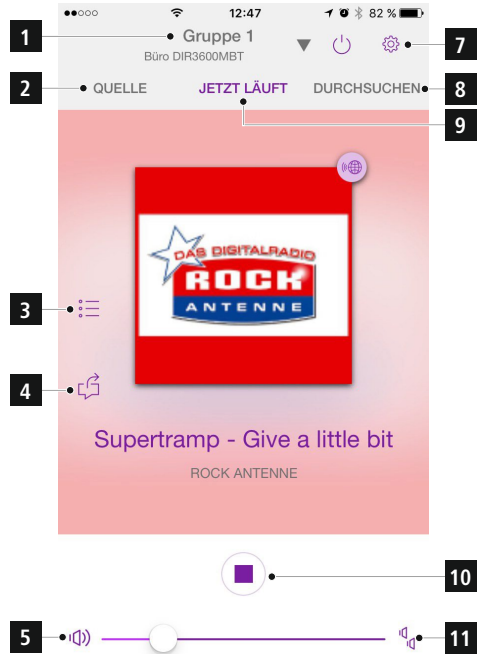 12:47 82 %
1 Gruppe 1 7
Büro DIR3600MBT
2 QUELLE JETZT LÄUFT DURCHSUCHEN 8
9
DAS DIGITALRADIO
ROCK
ANTENNE
3
4
Supertramp - Give a little bit
ROCK ANTENNE
10
5 11